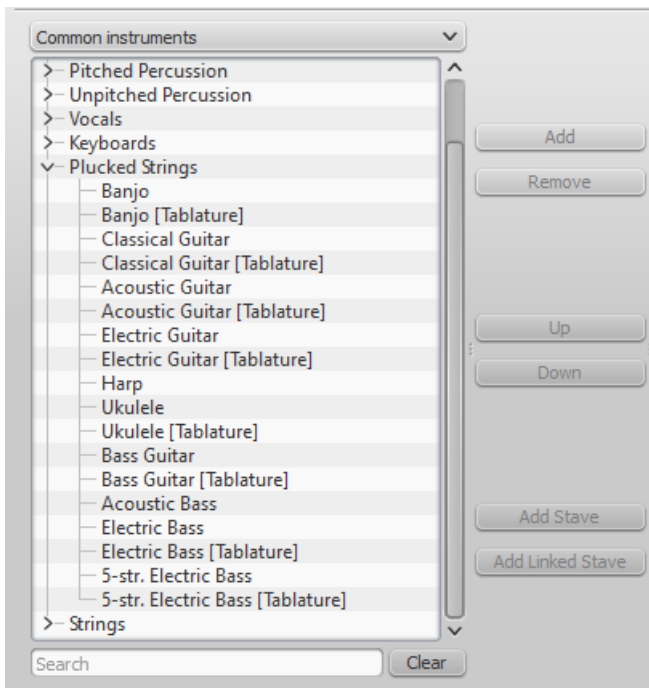 Common instruments
Pitched Percussion
Unpitched Percussion
Vocals
Keyboards
Plucked Strings
Banjo
Banjo [Tablature]
Classical Guitar
Classical Guitar [Tablature]
Acoustic Guitar
Acoustic Guitar [Tablature]
Electric Guitar
Electric Guitar [Tablature]
Harp
Ukulele
Ukulele [Tablature]
Bass Guitar
Bass Guitar [Tablature]
Acoustic Bass
Electric Bass
Electric Bass [Tablature]
5-str. Electric Bass
5-str. Electric Bass [Tablature]
Strings
Search
Clear
Add
Remove
Up
Down
Add Stave
Add Linked Stave